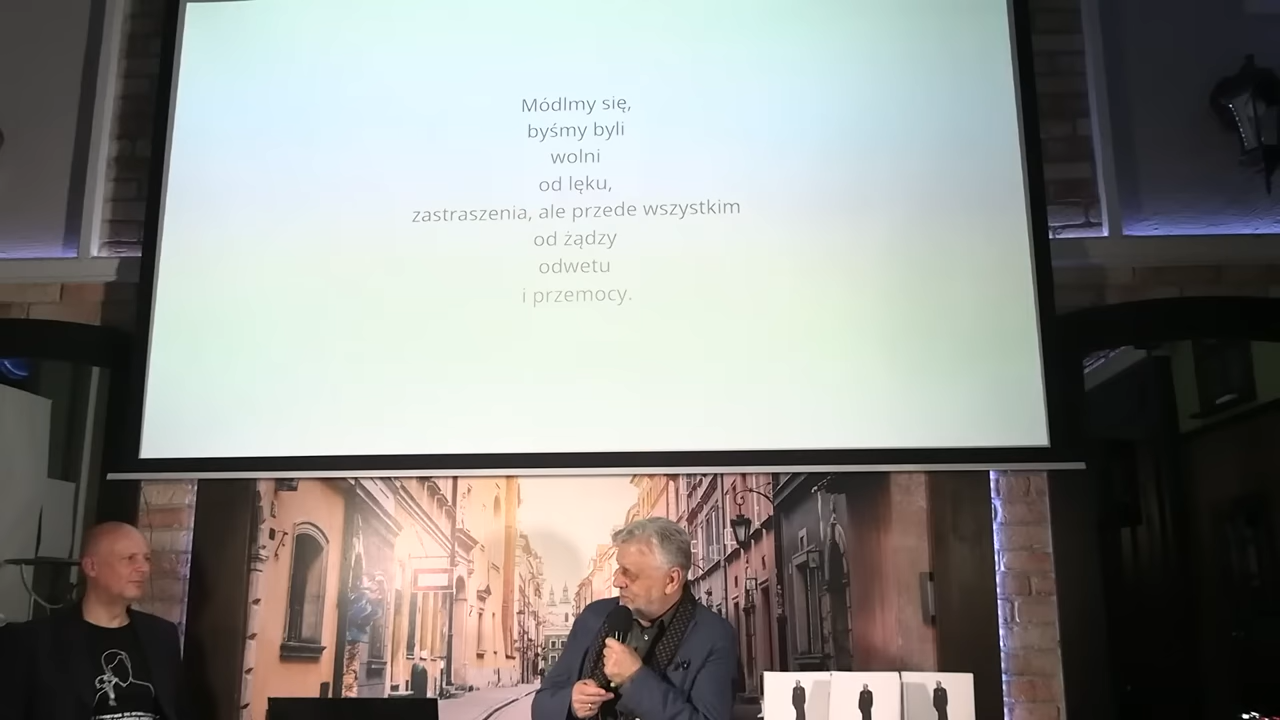 Módlmy się,
byśmy byli
wolni
od lęku,
zastraszenia, ale przede wszystkim
od żądzy
odwetu
i przemocy.